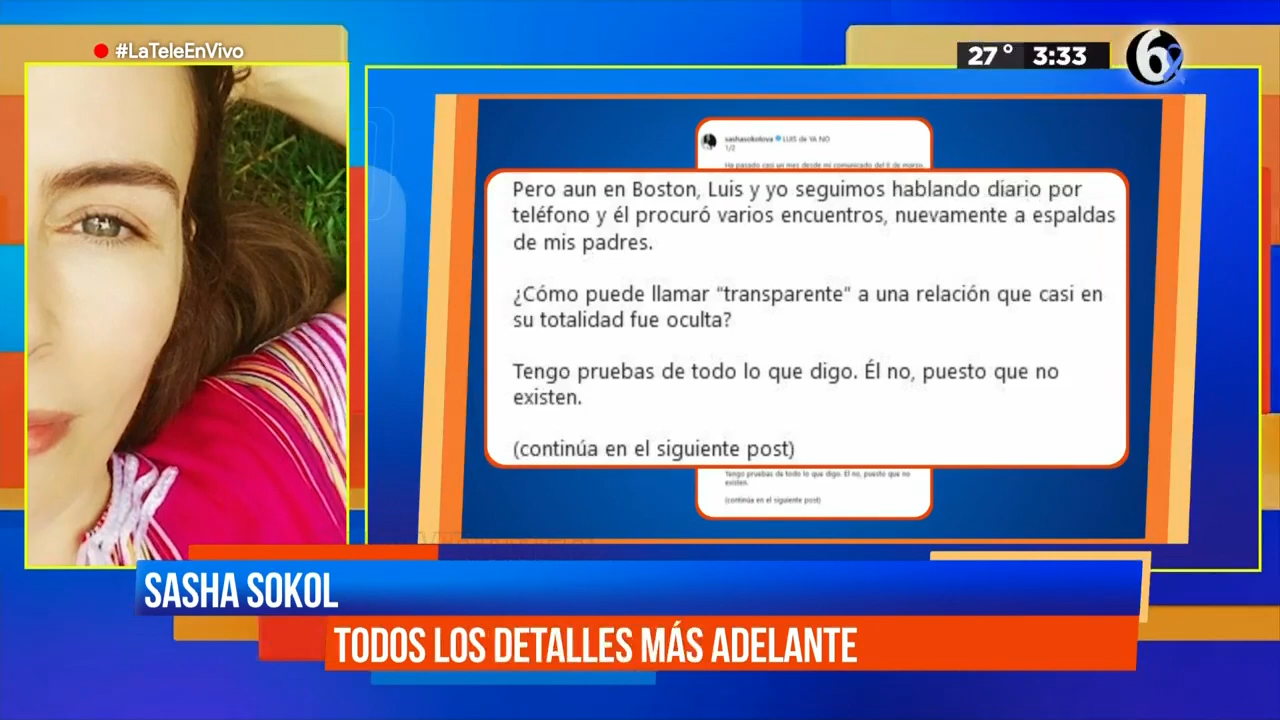 #LaTeleEnVivo
27° 3:33
6
sashasokolova LUIS de YA NO
1/2
Ha pasado casi un mes desde mi comunicado del 8 de marzo.
Pero aun en Boston, Luis y yo seguimos hablando diario por
teléfono y él procuró varios encuentros, nuevamente a espaldas
de mis padres.
¿Cómo puede llamar “transparente” a una relación que casi en
su totalidad fue oculta?
Tengo pruebas de todo lo que digo. Él no, puesto que no
existen.
(continúa en el siguiente post)
Tengo pruebas de todo lo que digo. Él no, puesto que no
existen.
(continúa en el siguiente post)
SASHA SOKOL
TODOS LOS DETALLES MÁS ADELANTE